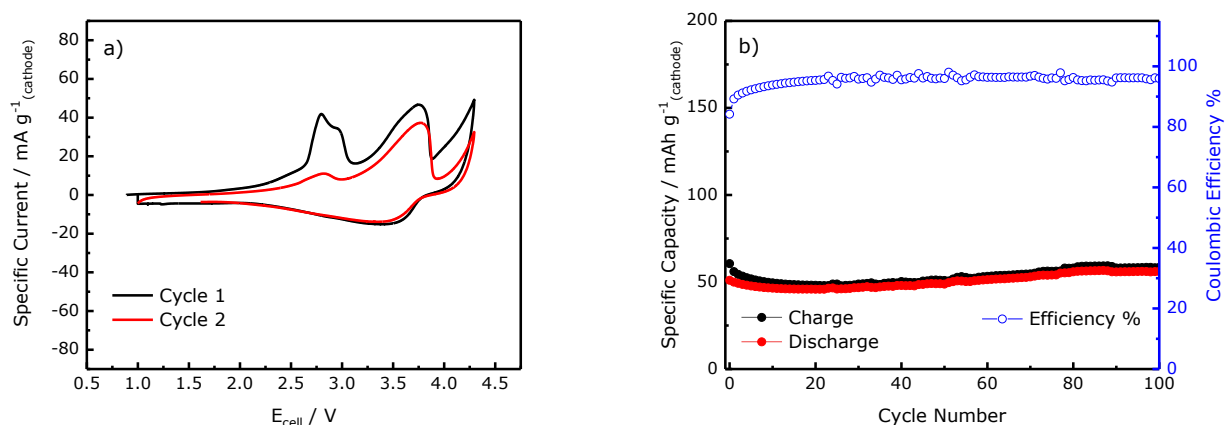 a)
Specific Current / mA g-1(cathode)
80
60
40
20
0
-20
-40
-60
-80
Cycle 1
Cycle 2
0.5 1.0 1.5 2.0 2.5 3.0 3.5 4.0 4.5
Ecell / V
b)
Specific Capacity / mAh g-1(cathode)
200
150
100
50
0
Charge
Discharge
Efficiency %
0 20 40 60 80 100
Cycle Number
100
80
60
40
20
0
Coulombic Efficiency %